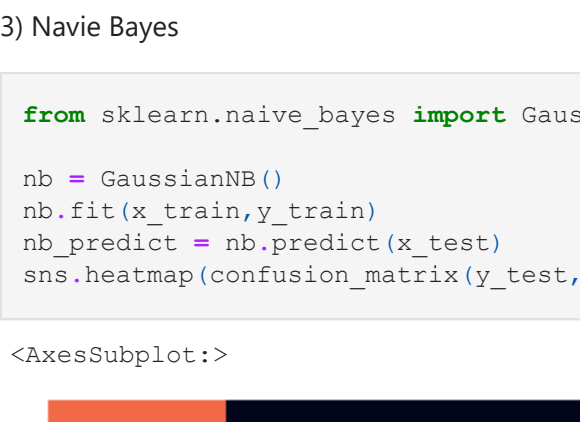 3) Navie Bayes
from sklearn.naive_bayes import Gaus
nb = GaussianNB()
nb.fit(x_train,y_train)
nb_predict = nb.predict(x_test)
sns.heatmap(confusion_matrix(y_test,
<AxesSubplot:>